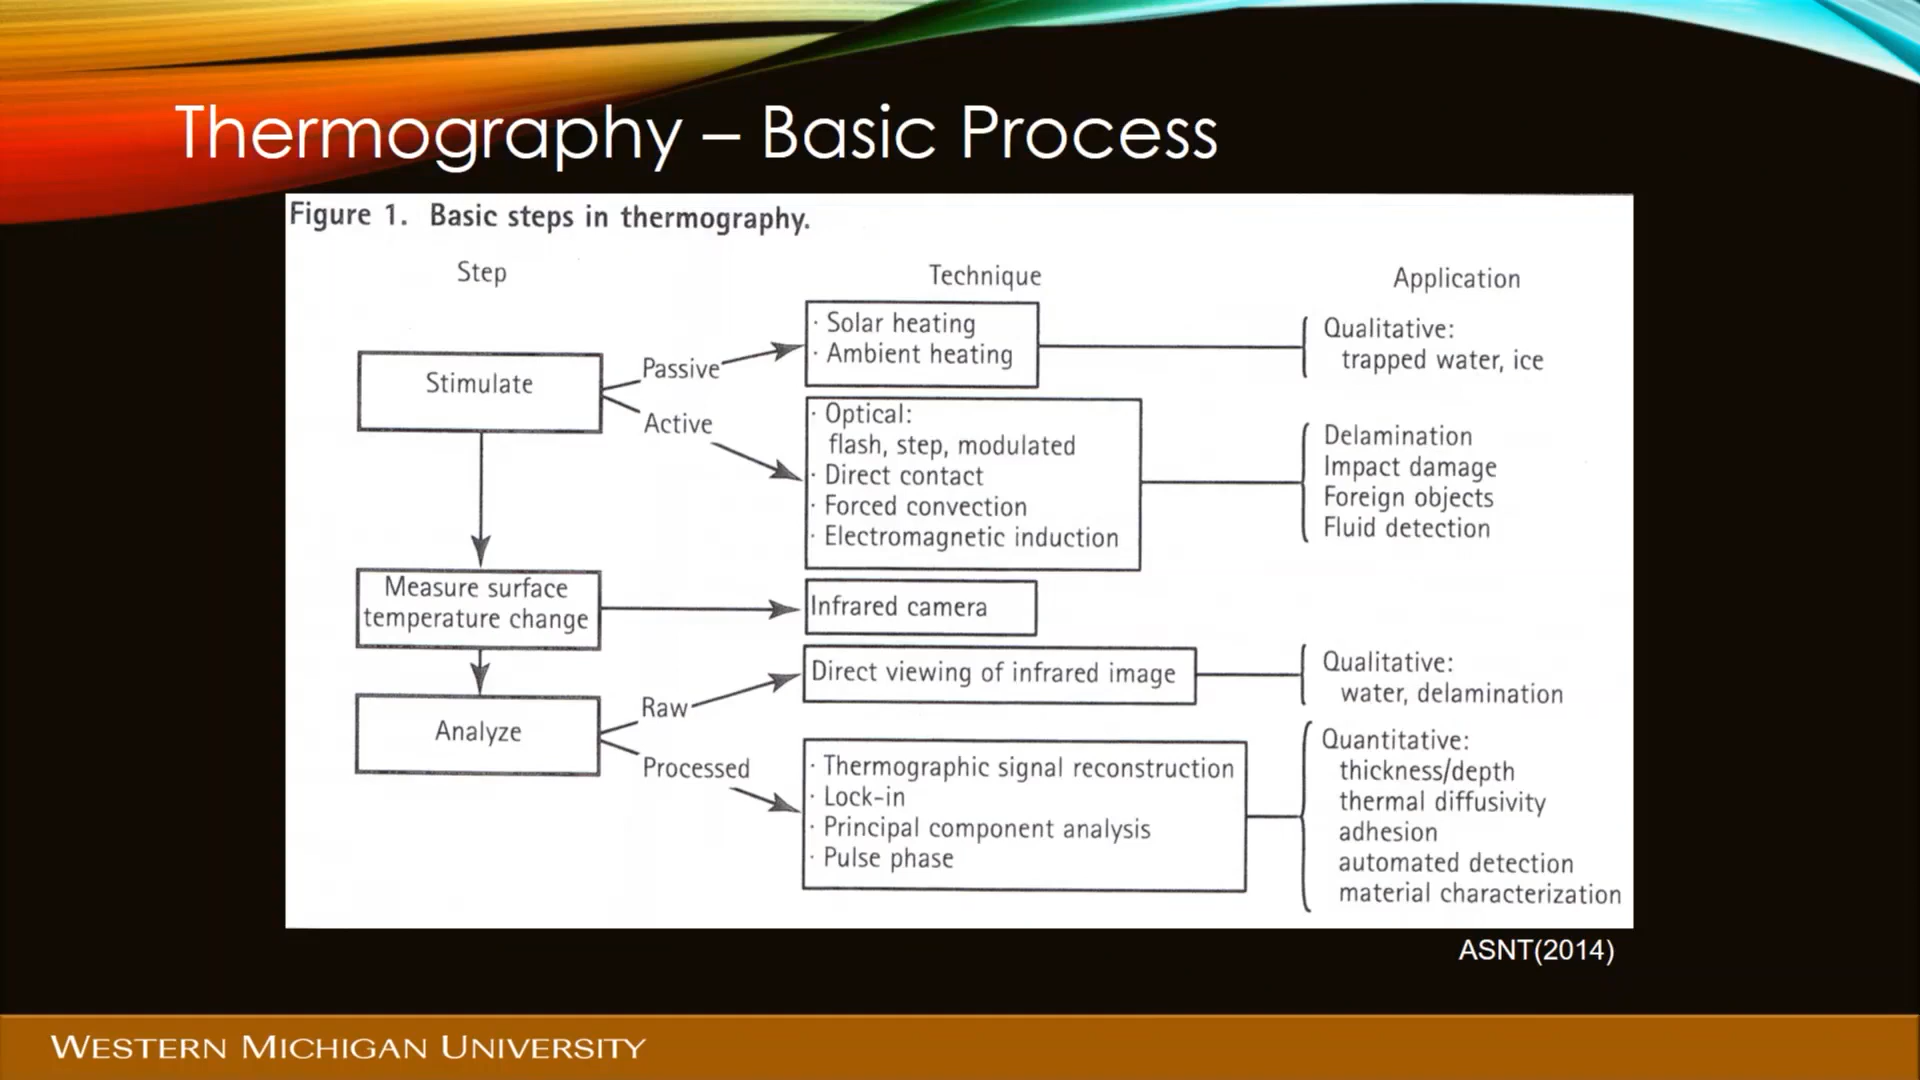 Thermography – Basic Process
Figure 1. Basic steps in thermography.
Step
Technique
Application
Stimulate
Passive
Active
· Solar heating
· Ambient heating
Qualitative:
trapped water, ice
· Optical:
flash, step, modulated
· Direct contact
· Forced convection
· Electromagnetic induction
Delamination
Impact damage
Foreign objects
Fluid detection
Measure surface
temperature change
Infrared camera
Analyze
Raw
Processed
Direct viewing of infrared image
Qualitative:
water, delamination
· Thermographic signal reconstruction
· Lock-in
· Principal component analysis
· Pulse phase
Quantitative:
thickness/depth
thermal diffusivity
adhesion
automated detection
material characterization
ASNT(2014)
WESTERN MICHIGAN UNIVERSITY